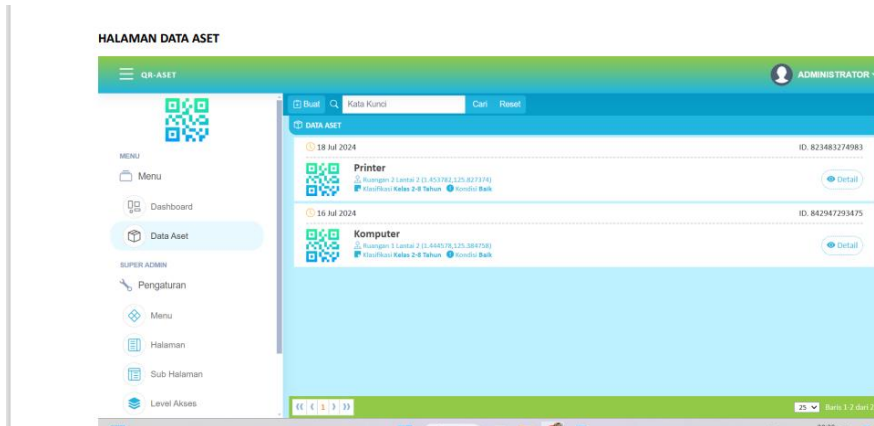 HALAMAN DATA ASET
QR-ASET
ADMINISTRATOR
Buat Kata Kunci Cari Reset
DATA ASET
MENU
Menu
Dashboard
Data Aset
SUPER ADMIN
Pengaturan
Menu
Halaman
Sub Halaman
Level Akses
18 Jul 2024 ID. 823483274983
Printer
Ruangan 2 Lantai 2 (1.453782,125.827374)
Klasifikasi Kelas 2-8 Tahun Kondisi Baik
Detail
16 Jul 2024 ID. 842947293475
Komputer
Ruangan 1 Lantai 2 (1.444578,125.384758)
Klasifikasi Kelas 2-8 Tahun Kondisi Baik
Detail
1
25 Baris 1-2 dari